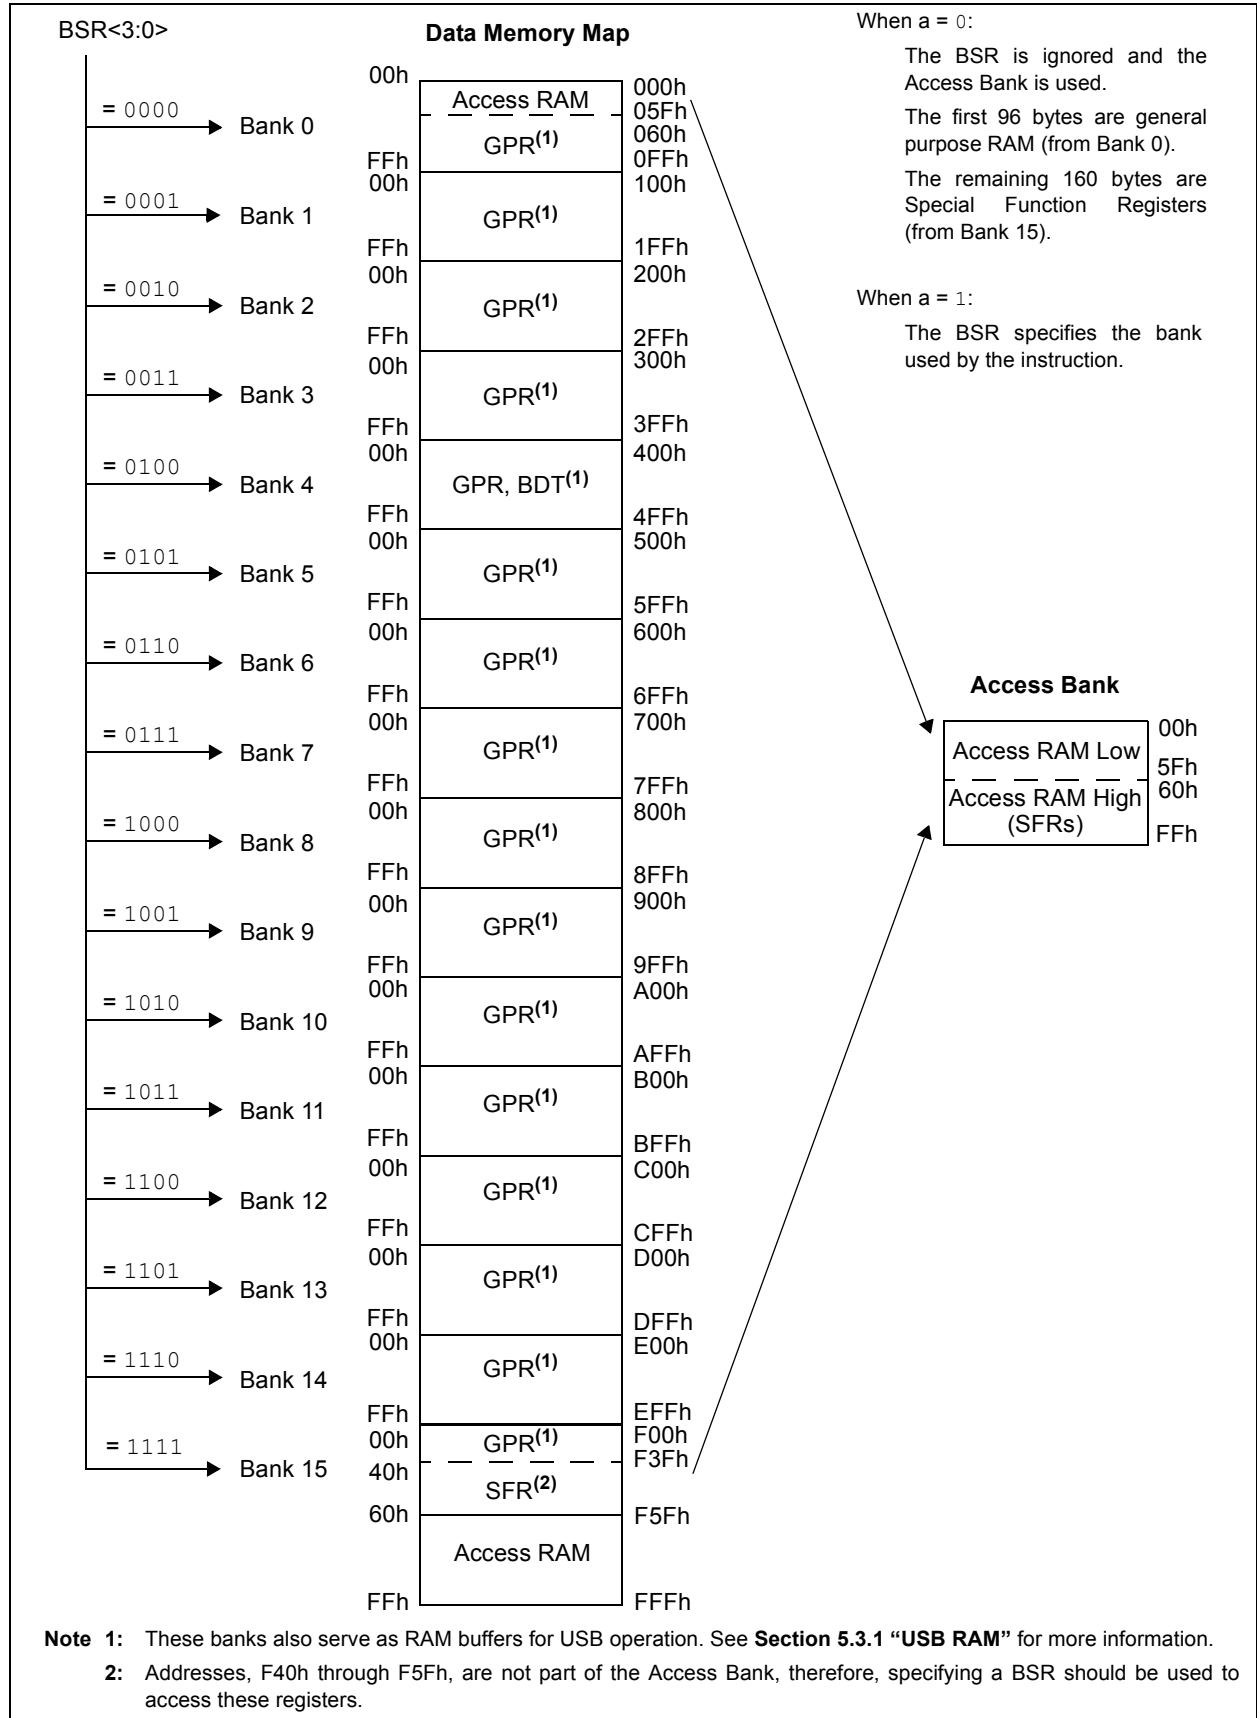 BSR<3:0>
Data Memory Map
When a = 0:
The BSR is ignored and the
Access Bank is used.
The first 96 bytes are general
purpose RAM (from Bank 0).
The remaining 160 bytes are
Special Function Registers
(from Bank 15).
When a = 1:
The BSR specifies the bank
used by the instruction.
= 0000
Bank 0
00h
Access RAM
000h
05Fh
GPR(1)
060h
FFh
0FFh
= 0001
Bank 1
00h
100h
GPR(1)
FFh
1FFh
= 0010
Bank 2
00h
200h
GPR(1)
FFh
2FFh
= 0011
Bank 3
00h
300h
GPR(1)
FFh
3FFh
= 0100
Bank 4
00h
400h
GPR, BDT(1)
FFh
4FFh
= 0101
Bank 5
00h
500h
GPR(1)
FFh
5FFh
= 0110
Bank 6
00h
600h
GPR(1)
FFh
6FFh
= 0111
Bank 7
00h
700h
GPR(1)
FFh
7FFh
= 1000
Bank 8
00h
800h
GPR(1)
FFh
8FFh
= 1001
Bank 9
00h
900h
GPR(1)
FFh
9FFh
= 1010
Bank 10
00h
A00h
GPR(1)
FFh
AFFh
= 1011
Bank 11
00h
B00h
GPR(1)
FFh
BFFh
= 1100
Bank 12
00h
C00h
GPR(1)
FFh
CFFh
= 1101
Bank 13
00h
D00h
GPR(1)
FFh
DFFh
= 1110
Bank 14
00h
E00h
GPR(1)
FFh
EFFh
= 1111
Bank 15
00h
GPR(1)
F00h
F3Fh
40h
SFR(2)
60h
F5Fh
Access RAM
FFh
FFFh
Access Bank
Access RAM Low
00h
5Fh
Access RAM High
(SFRs)
60h
FFh
Note 1: These banks also serve as RAM buffers for USB operation. See Section 5.3.1 “USB RAM” for more information.
2: Addresses, F40h through F5Fh, are not part of the Access Bank, therefore, specifying a BSR should be used to
access these registers.